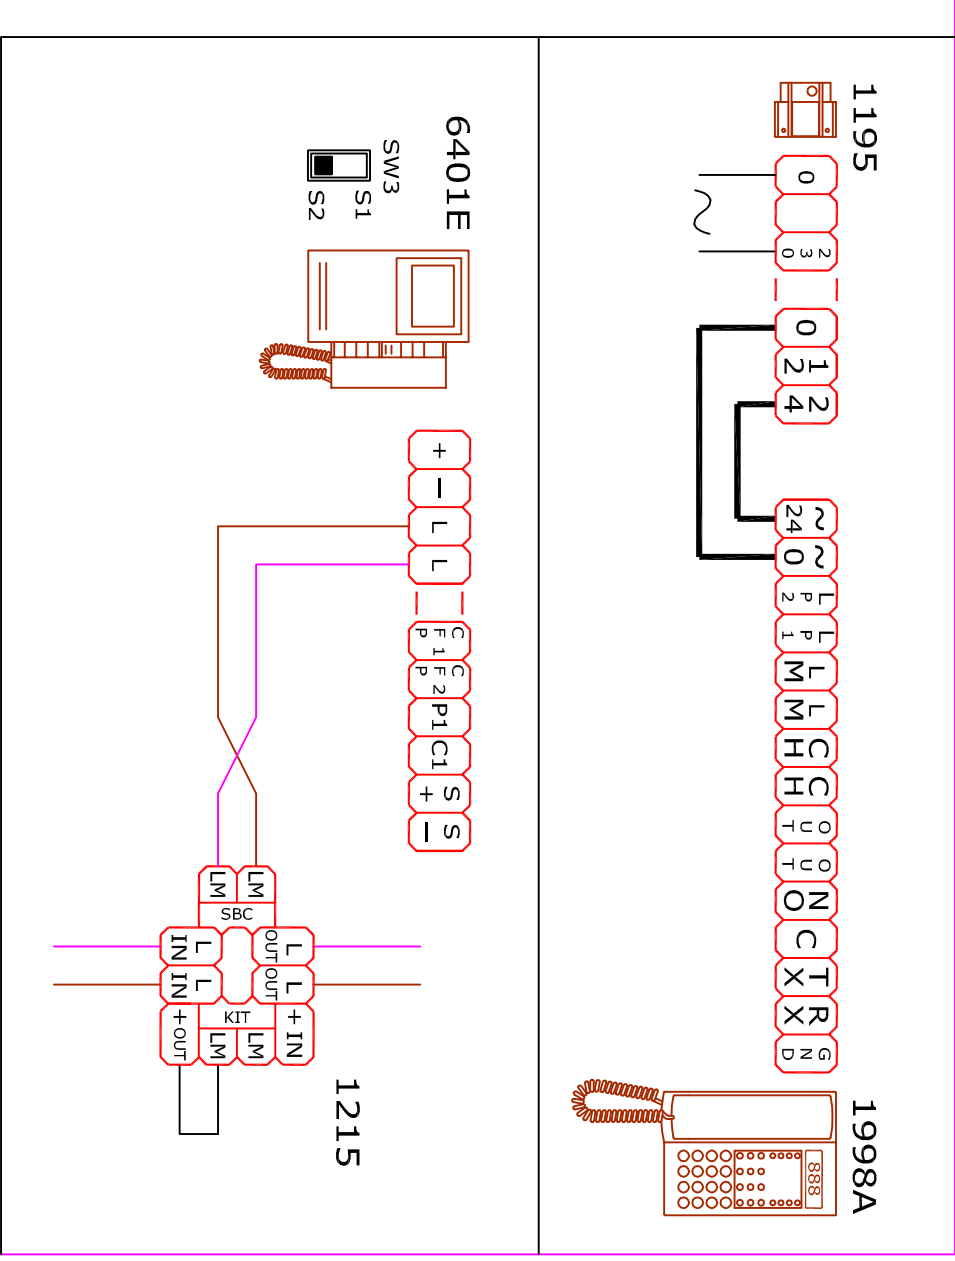 1195
1998A
0
230
0
12
24
~24
~0
LP2
LP1
LM
LM
CH
CH
OUT
OUT
NO
C
TX
RX
GND
888
6401E
SW3
S1
S2
+
−
L
L
CFP1
CFP2
P1
C1
S+
S−
1215
LM
LM
SBC
L OUT
L OUT
L IN
L IN
KIT
+ IN
LM
LM
+ OUT